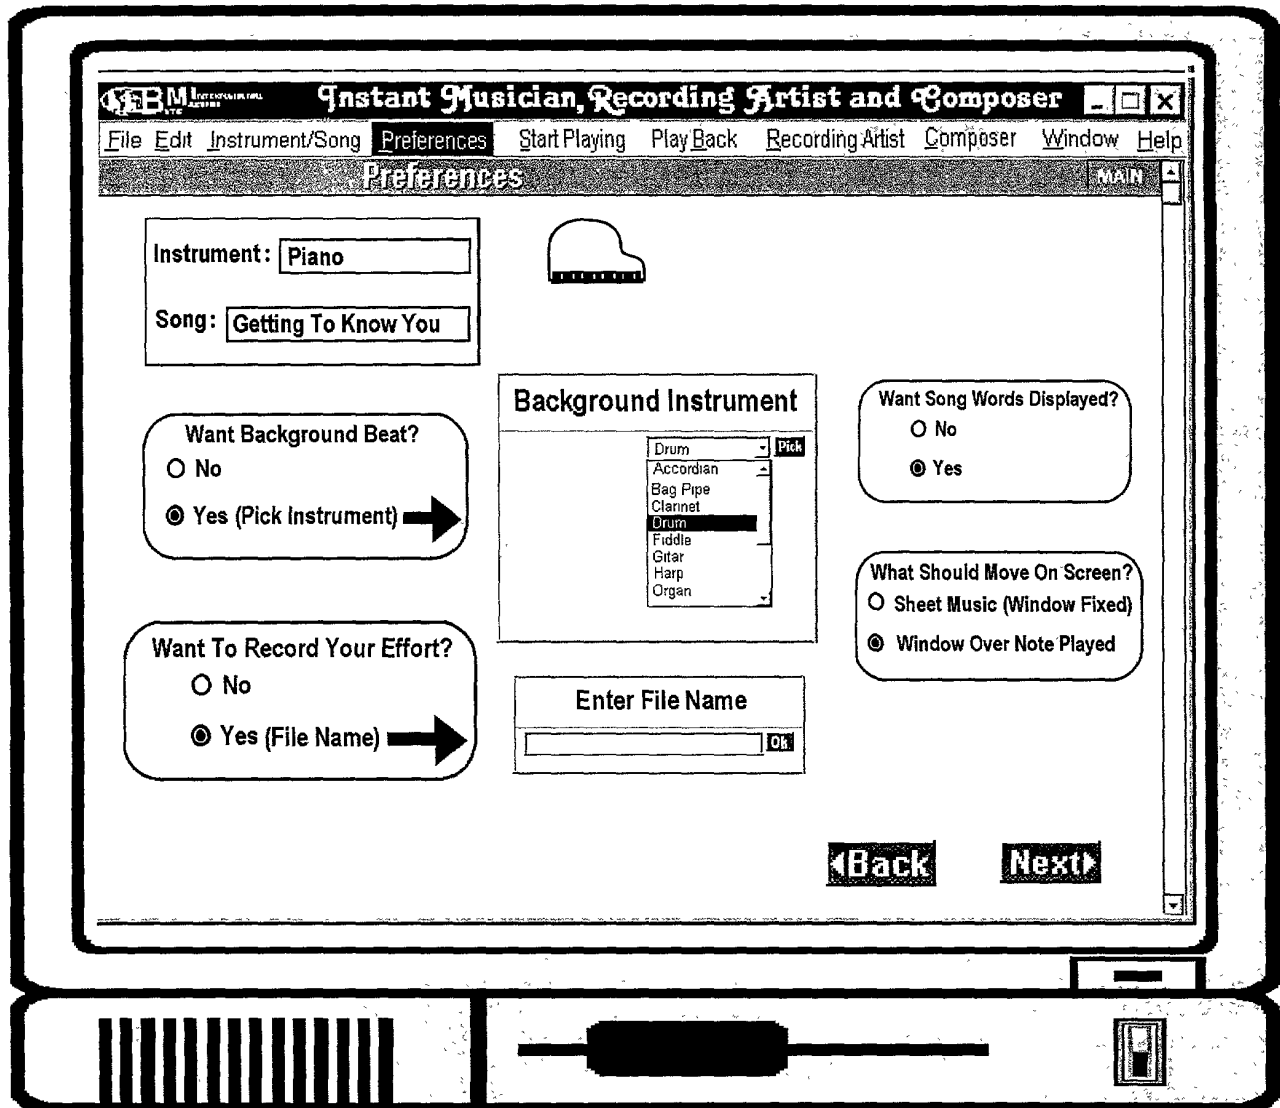 Instant Musician, Recording Artist and Composer
File Edit Instrument/Song Preferences Start Playing Play Back Recording Artist Composer Window Help
Preferences MAIN
Instrument: Piano
Song: Getting To Know You
Want Background Beat?
No
Yes (Pick Instrument)
Want To Record Your Effort?
No
Yes (File Name)
Background Instrument
Drum Pick
Accordian
Bag Pipe
Clarinet
Drum
Fiddle
Gitar
Harp
Organ
Enter File Name
Ok
Want Song Words Displayed?
No
Yes
What Should Move On Screen?
Sheet Music (Window Fixed)
Window Over Note Played
Back Next